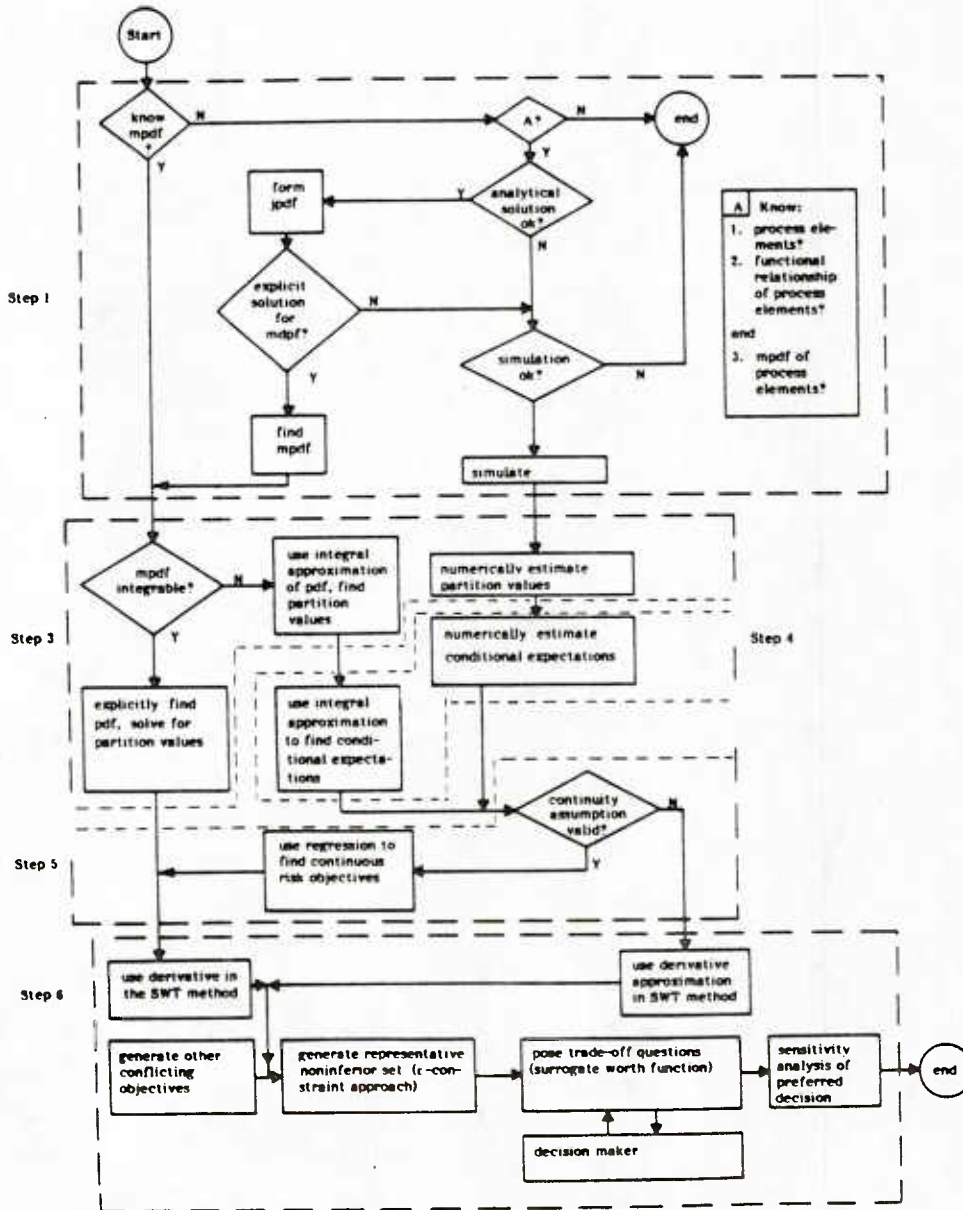 Start
know
mpdf
?
N
Y
A?
N
Y
end
form
jpdf
Y
analytical
solution
ok?
N
A Know:
1. process ele-
ments?
2. functional
relationship
of process
elements?
and
3. mpdf of
process
elements?
Step 1
explicit
solution
for
mdpf?
N
Y
simulation
ok?
N
find
mpdf
simulate
mpdf
integrable?
N
Y
use integral
approximation
of pdf, find
partition
values
numerically estimate
partition values
Step 3
numerically estimate
conditional expectations
Step 4
explicitly find
pdf, solve for
partition values
use integral
approximation
to find condi-
tional expecta-
tions
continuity
assumption
valid?
N
Y
Step 5
use regression to
find continuous
risk objectives
Step 6
use derivative in
the SWT method
use derivative
approximation
in SWT method
generate other
conflicting
objectives
generate representative
noninferior set (ε-con-
straint approach)
pose trade-off questions
(surrogate worth function)
sensitivity
analysis of
preferred
decision
end
decision maker